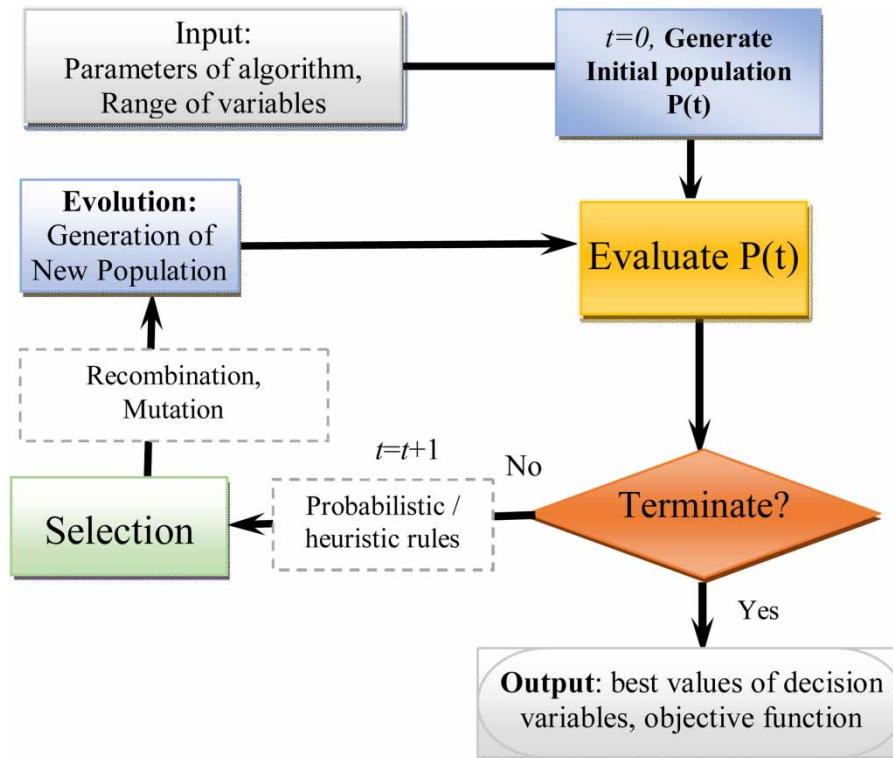 Input:
Parameters of algorithm,
Range of variables
t=0, Generate
Initial population
P(t)
Evolution:
Generation of
New Population
Evaluate P(t)
Recombination,
Mutation
t=t+1
No
Probabilistic /
heuristic rules
Selection
Terminate?
Yes
Output: best values of decision
variables, objective function